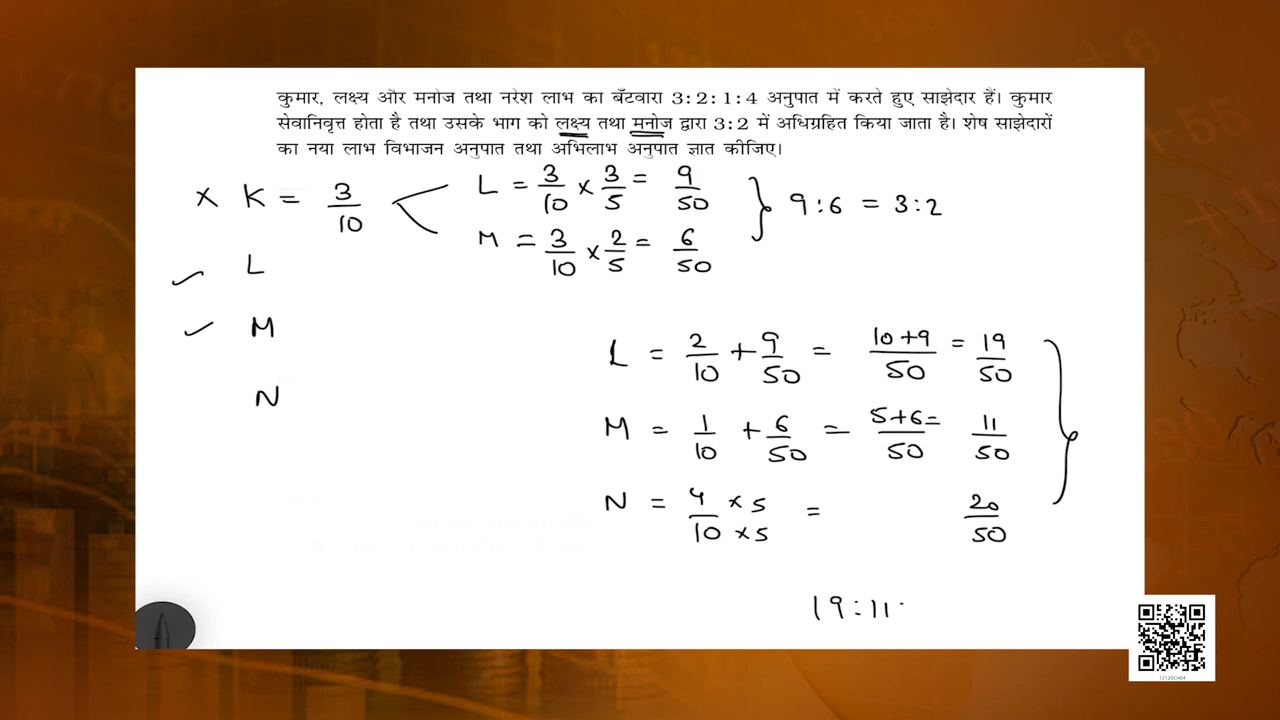 कुमार, लक्ष्य और मनोज तथा नरेश लाभ का बँटवारा 3:2:1:4 अनुपात में करते हुए साझेदार हैं। कुमार
सेवानिवृत्त होता है तथा उसके भाग को लक्ष्य तथा मनोज द्वारा 3:2 में अधिग्रहित किया जाता है। शेष साझेदारों
का नया लाभ विभाजन अनुपात तथा अभिलाभ अनुपात ज्ञात कीजिए।
× K = 3/10
L = 3/10 × 3/5 = 9/50
M = 3/10 × 2/5 = 6/50
9:6 = 3:2
✓ L
✓ M
N
L = 2/10 + 9/50 = 10+9/50 = 19/50
M = 1/10 + 6/50 = 5+6/50 = 11/50
N = 4/10 ×5/×5 = 20/50
19:11:
12120CH04